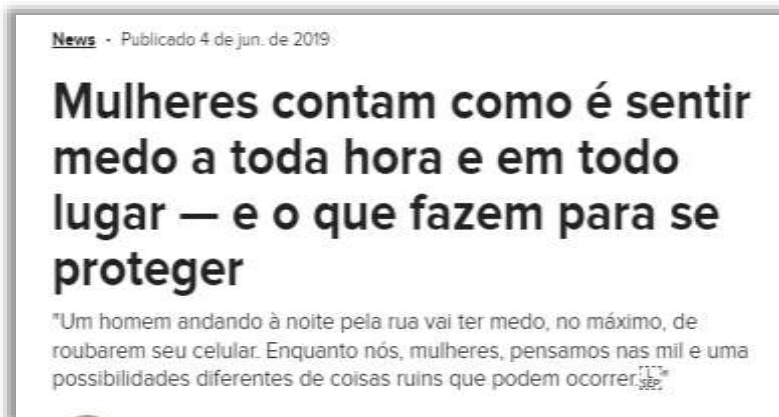 News - Publicado 4 de jun. de 2019
Mulheres contam como é sentir
medo a toda hora e em todo
lugar — e o que fazem para se
proteger
"Um homem andando à noite pela rua vai ter medo, no máximo, de
roubarem seu celular. Enquanto nós, mulheres, pensamos nas mil e uma
possibilidades diferentes de coisas ruins que podem ocorrer. L SEP"